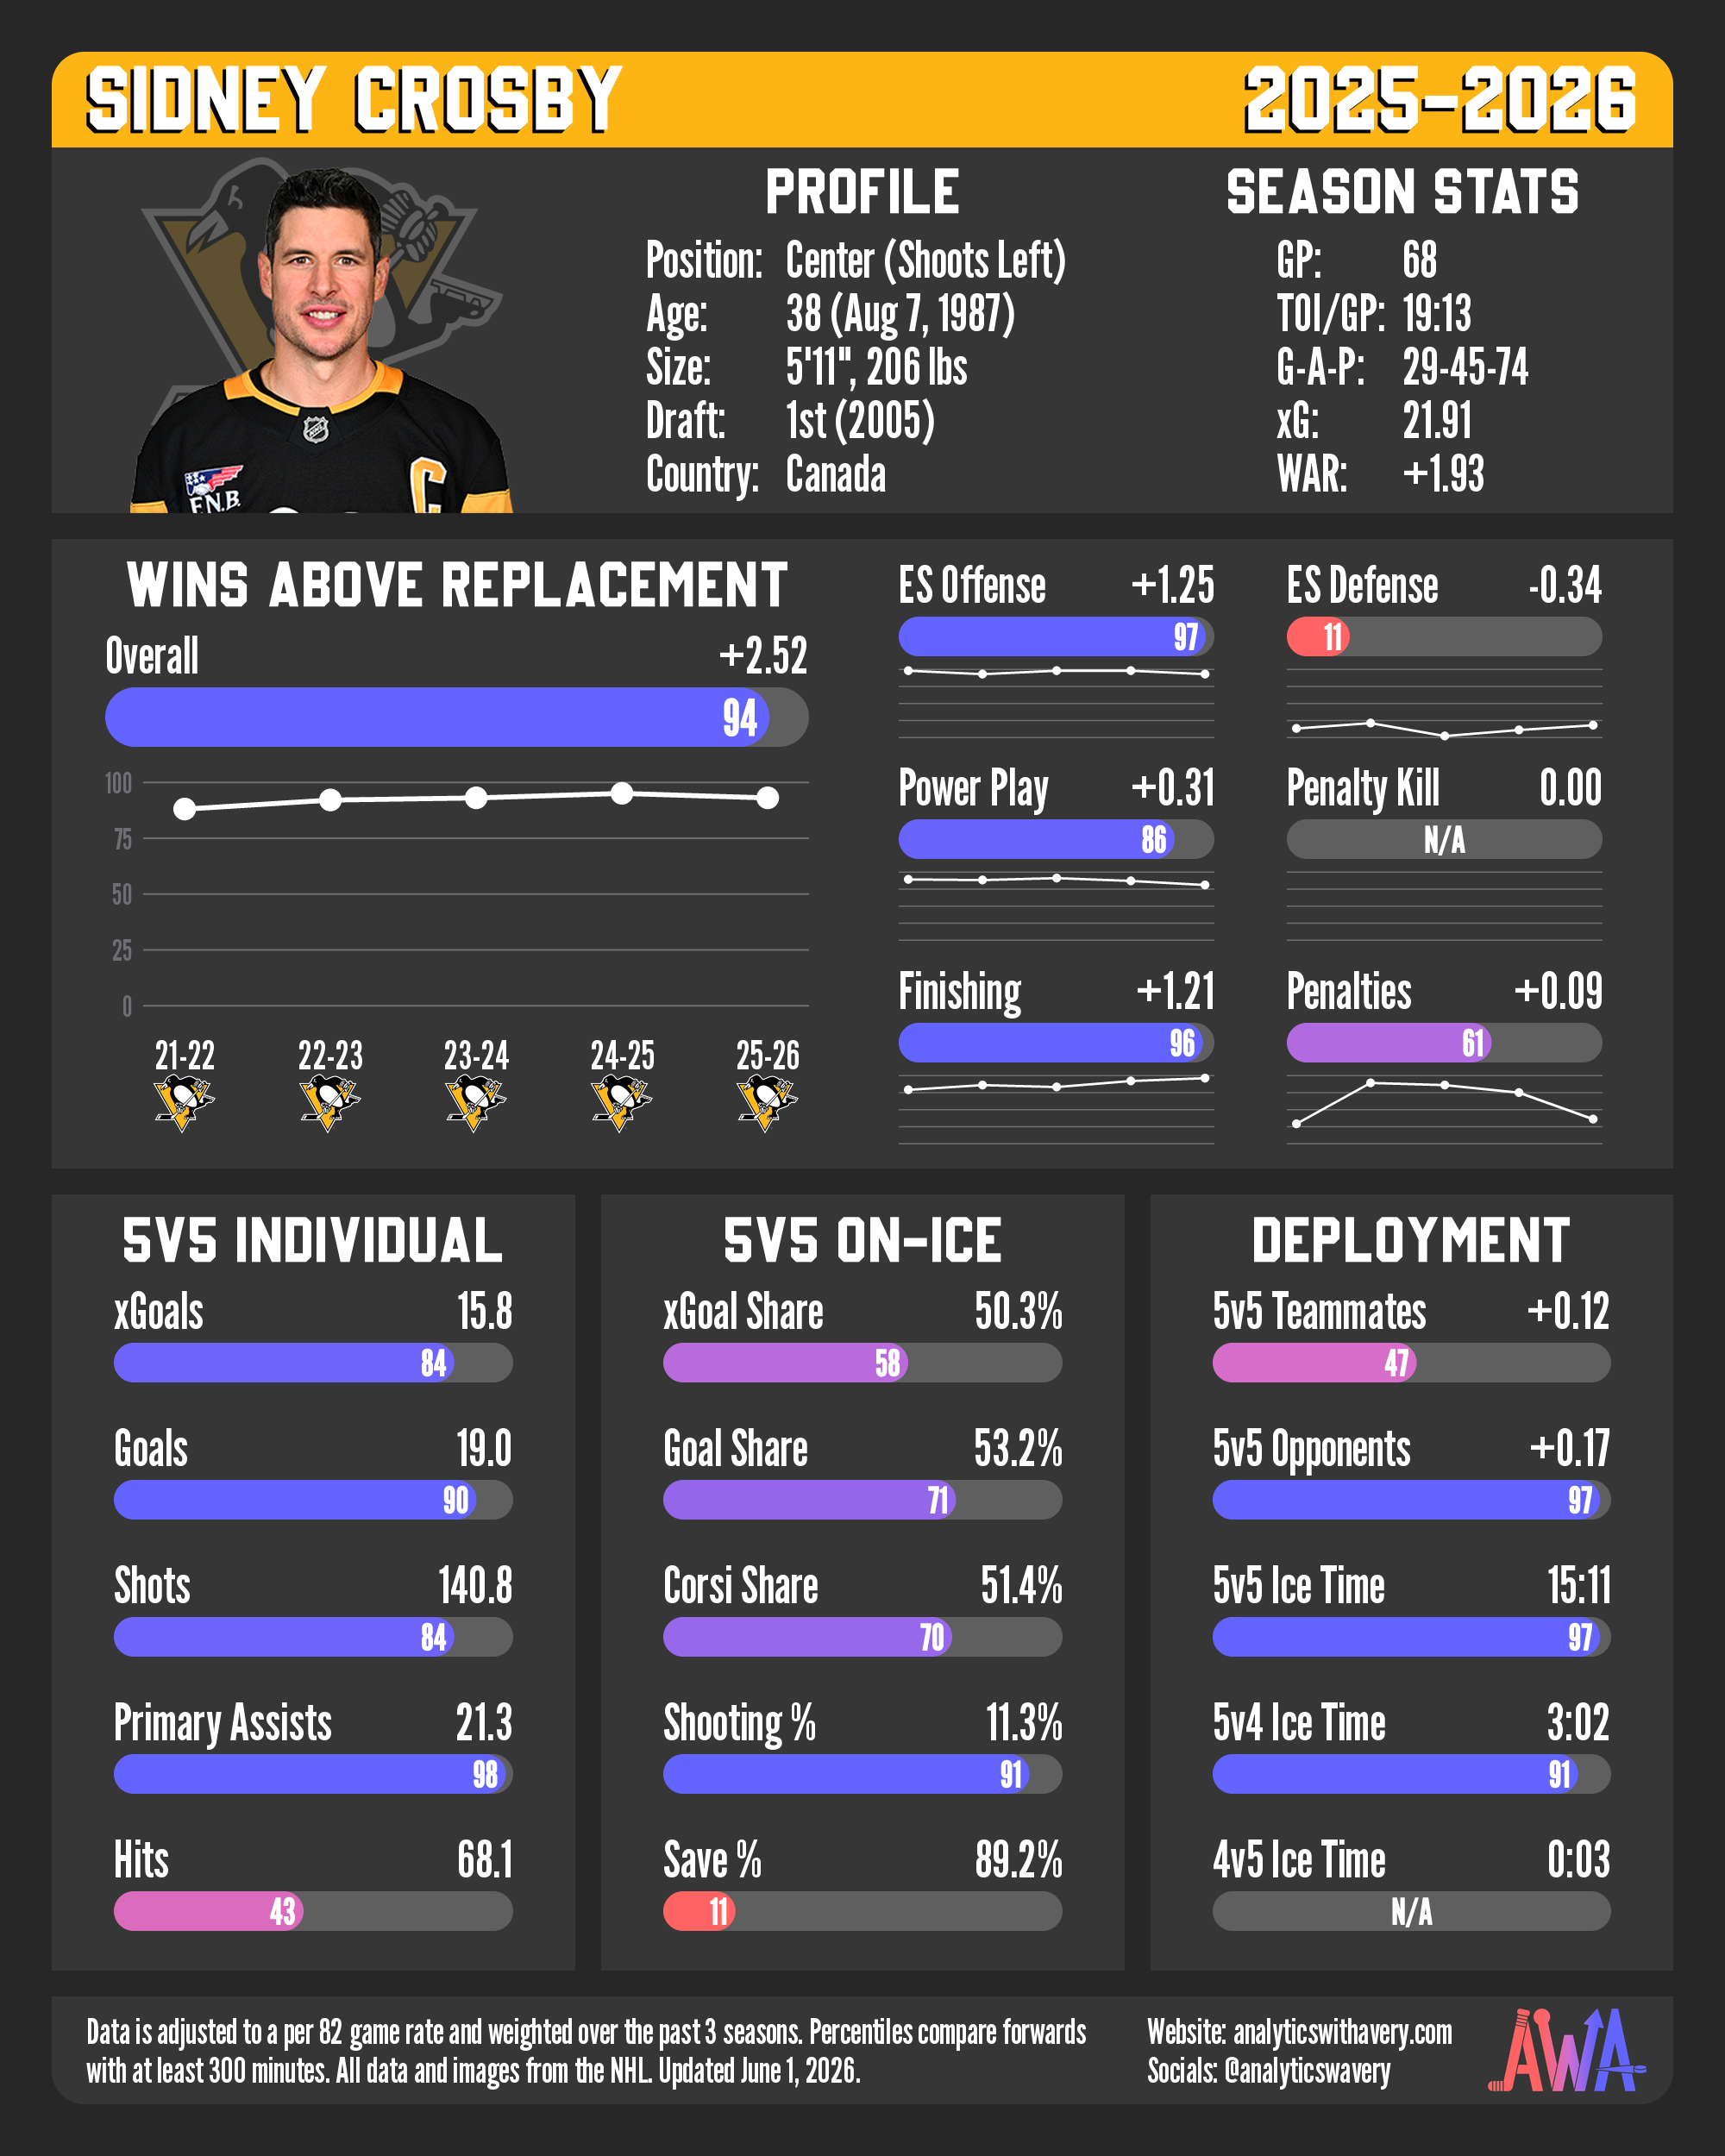 SIDNEY CROSBY 2025-2026
PROFILE
Position: Center (Shoots Left)
Age: 38 (Aug 7, 1987)
Size: 5'11", 206 lbs
Draft: 1st (2005)
Country: Canada
SEASON STATS
GP: 68
TOI/GP: 19:13
G-A-P: 29-45-74
xG: 21.91
WAR: +1.93
F.N.B.
C
WINS ABOVE REPLACEMENT
Overall +2.52
94
100
75
50
25
0
21-22 22-23 23-24 24-25 25-26
ES Offense +1.25
97
ES Defense -0.34
11
Power Play +0.31
86
Penalty Kill 0.00
N/A
Finishing +1.21
96
Penalties +0.09
61
5V5 INDIVIDUAL
xGoals 15.8
84
Goals 19.0
90
Shots 140.8
84
Primary Assists 21.3
98
Hits 68.1
43
5V5 ON-ICE
xGoal Share 50.3%
58
Goal Share 53.2%
71
Corsi Share 51.4%
70
Shooting % 11.3%
91
Save % 89.2%
11
DEPLOYMENT
5v5 Teammates +0.12
47
5v5 Opponents +0.17
97
5v5 Ice Time 15:11
97
5v4 Ice Time 3:02
91
4v5 Ice Time 0:03
N/A
Data is adjusted to a per 82 game rate and weighted over the past 3 seasons. Percentiles compare forwards
with at least 300 minutes. All data and images from the NHL. Updated June 1, 2026.
Website: analyticswithavery.com
Socials: @analyticswavery
AWA